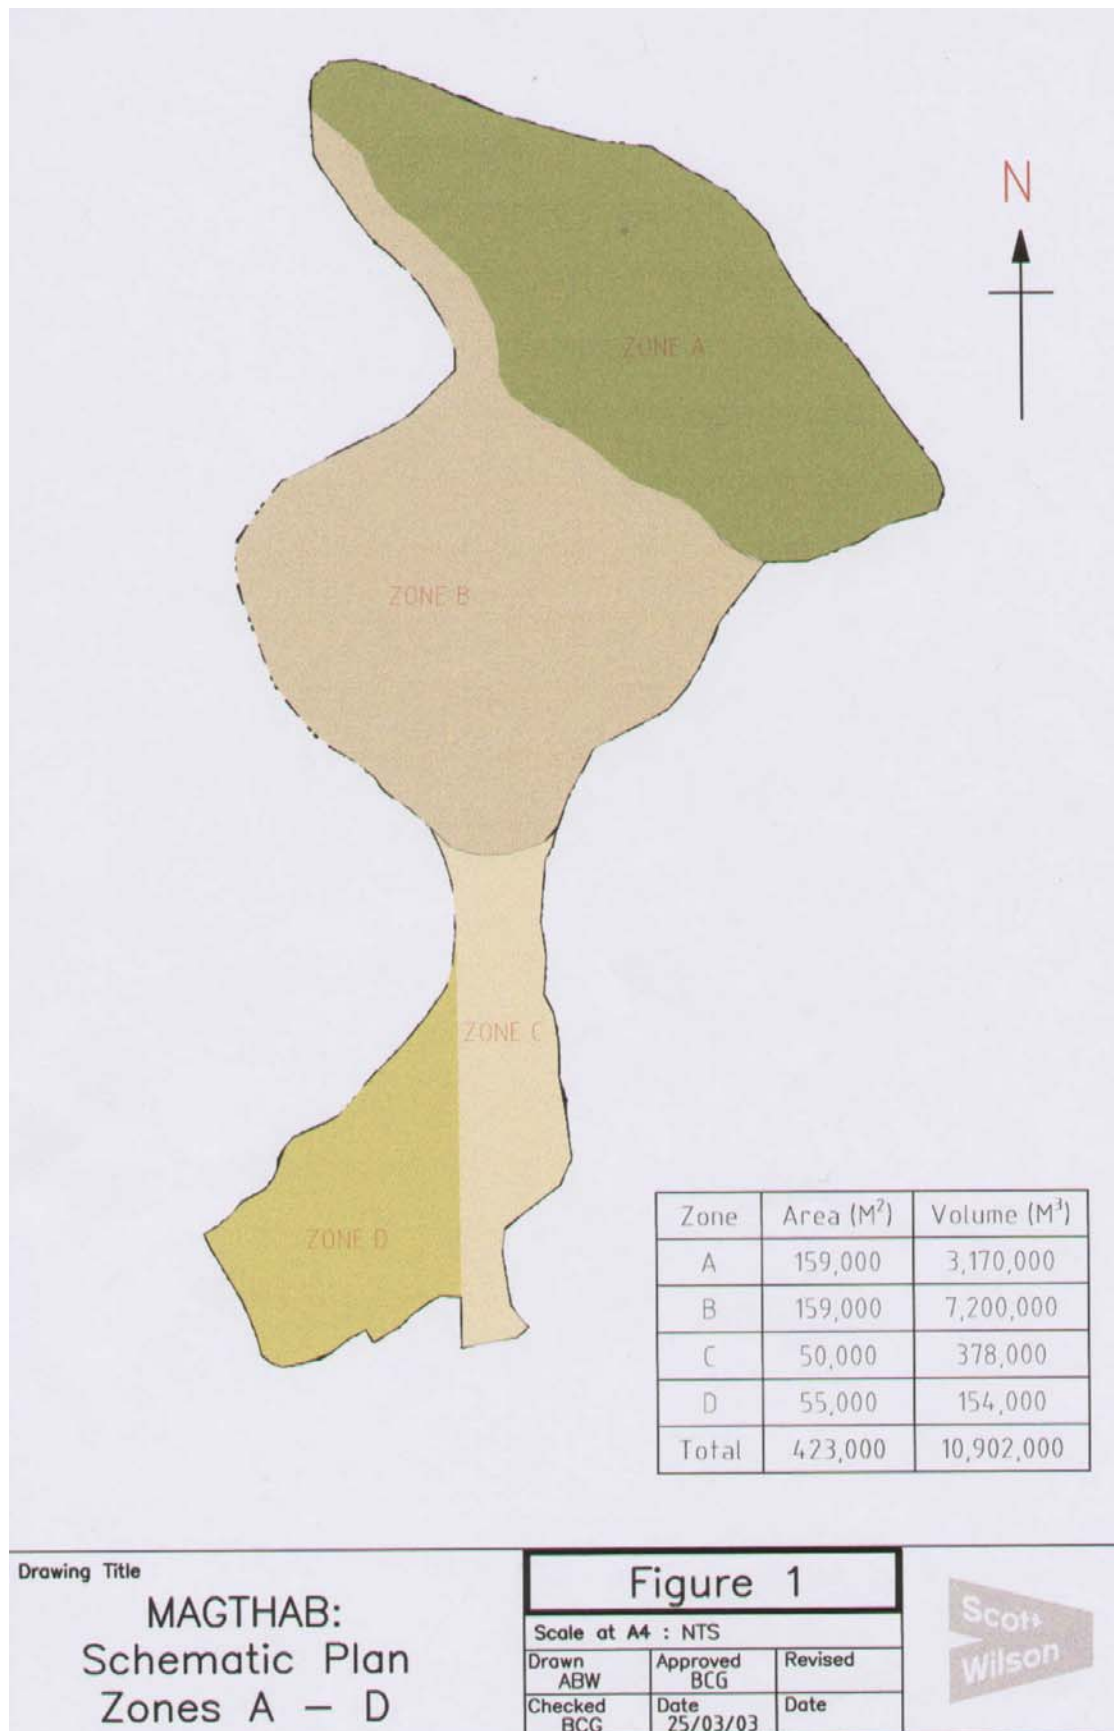 N
ZONE A
ZONE B
ZONE C
ZONE D
Zone Area (M²) Volume (M³)
A 159,000 3,170,000
B 159,000 7,200,000
C 50,000 378,000
D 55,000 154,000
Total 423,000 10,902,000
Drawing Title
MAGTHAB:
Schematic Plan
Zones A – D
Figure 1
Scale at A4 : NTS
Drawn Approved Revised
ABW BCG
Checked Date Date
BCG 25/03/03
Scott
Wilson